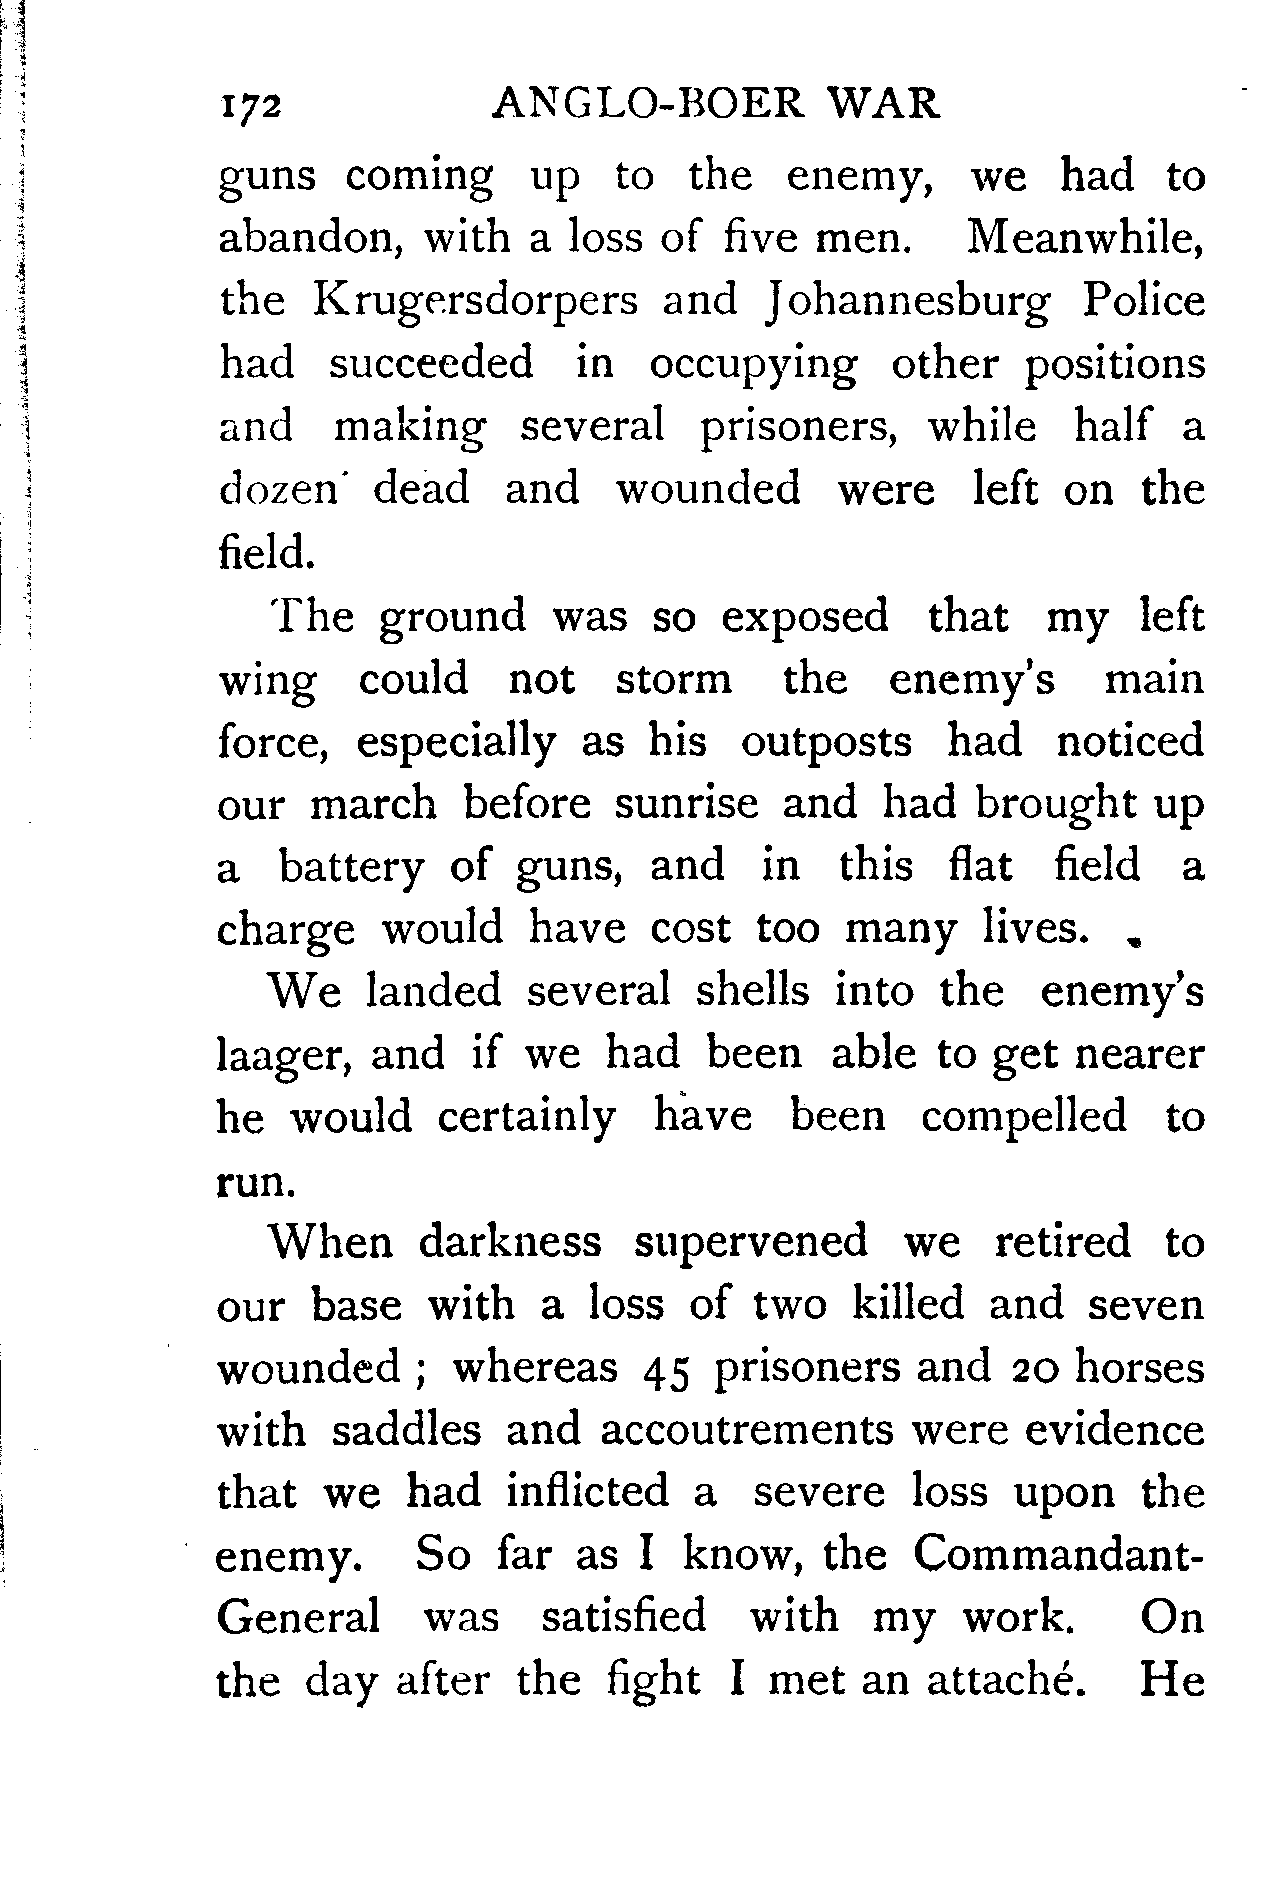 172 ANGLO-BOER WAR
guns coming up to the enemy, we had to
abandon, with a loss of five men. Meanwhile,
the Krugersdorpers and Johannesburg Police
had succeeded in occupying other positions
and making several prisoners, while half a
dozen dead and wounded were left on the
field.
The ground was so exposed that my left
wing could not storm the enemy's main
force, especially as his outposts had noticed
our march before sunrise and had brought up
a battery of guns, and in this flat field a
charge would have cost too many lives.
We landed several shells into the enemy's
laager, and if we had been able to get nearer
he would certainly have been compelled to
run.
When darkness supervened we retired to
our base with a loss of two killed and seven
wounded ; whereas 45 prisoners and 20 horses
with saddles and accoutrements were evidence
that we had inflicted a severe loss upon the
enemy. So far as I know, the Commandant-
General was satisfied with my work. On
the day after the fight I met an attaché. He